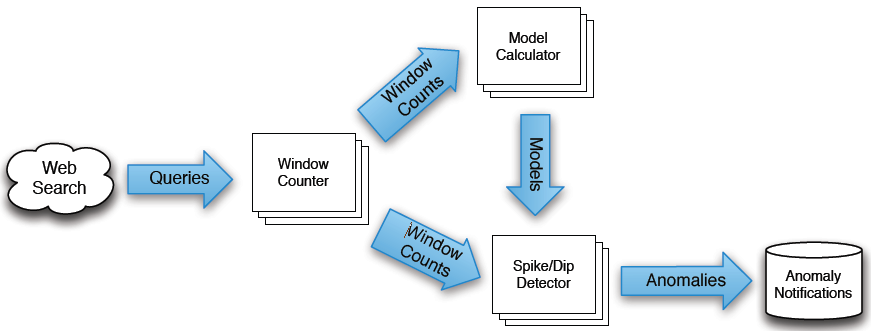 Web
Search
Queries
Window
Counter
Window
Counts
Model
Calculator
Models
Window
Counts
Spike/Dip
Detector
Anomalies
Anomaly
Notifications